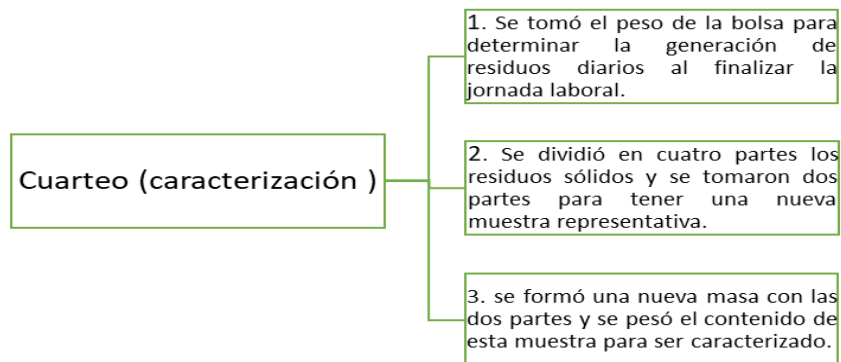 Cuarteo (caracterización )
1. Se tomó el peso de la bolsa para
determinar la generación de
residuos diarios al finalizar la
jornada laboral.
2. Se dividió en cuatro partes los
residuos sólidos y se tomaron dos
partes para tener una nueva
muestra representativa.
3. se formó una nueva masa con las
dos partes y se pesó el contenido de
esta muestra para ser caracterizado.